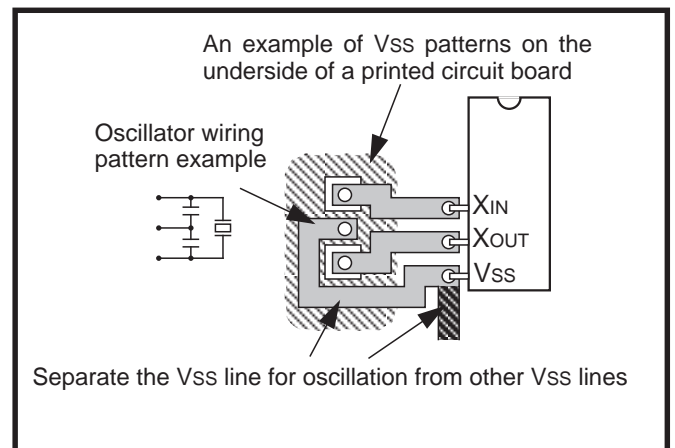 An example of VSS patterns on the
underside of a printed circuit board
Oscillator wiring
pattern example
XIN
XOUT
VSS
Separate the VSS line for oscillation from other VSS lines